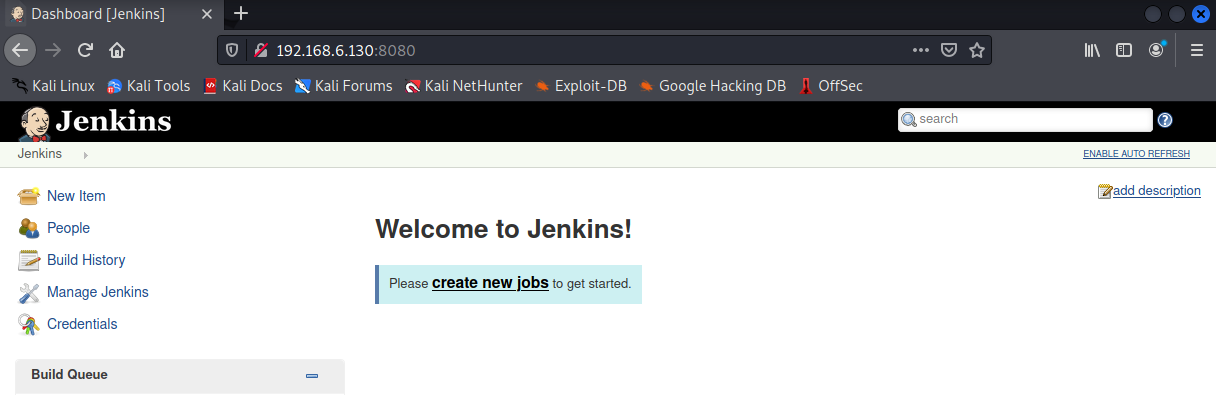 Dashboard [Jenkins]
192.168.6.130:8080
Kali Linux Kali Tools Kali Docs Kali Forums Kali NetHunter Exploit-DB Google Hacking DB OffSec
Jenkins
search
Jenkins
ENABLE AUTO REFRESH
New Item
add description
People
Welcome to Jenkins!
Build History
Please create new jobs to get started.
Manage Jenkins
Credentials
Build Queue